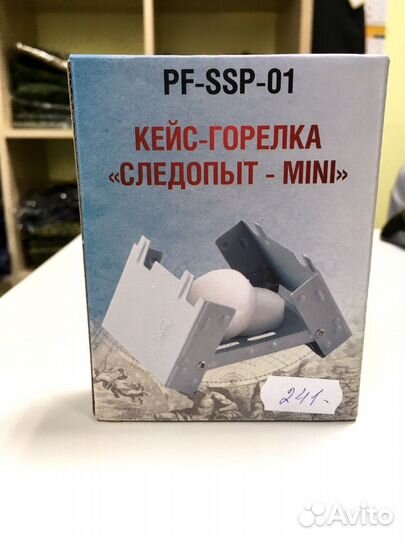 PF-SSP-01
КЕЙС-ГОРЕЛКА
«СЛЕДОПЫТ - MINI»
241-
Avito